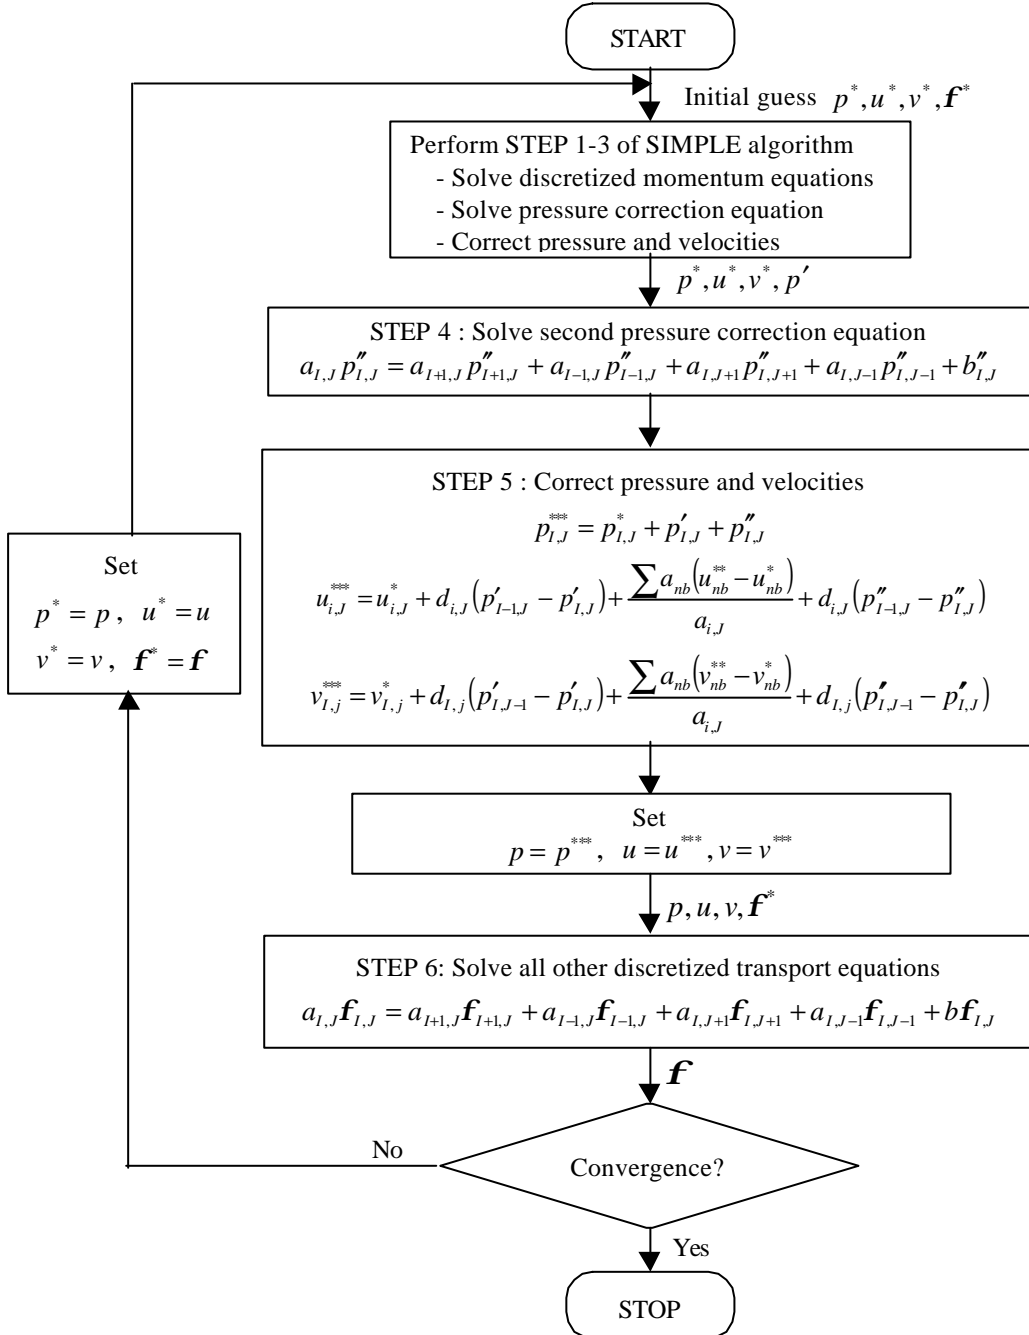 START
Initial guess p*, u*, v*, f*
Perform STEP 1-3 of SIMPLE algorithm
- Solve discretized momentum equations
- Solve pressure correction equation
- Correct pressure and velocities
p*, u*, v*, p′
STEP 4 : Solve second pressure correction equation
a_{I,J} p″_{I,J} = a_{I+1,J} p″_{I+1,J} + a_{I−1,J} p″_{I−1,J} + a_{I,J+1} p″_{I,J+1} + a_{I,J−1} p″_{I,J−1} + b″_{I,J}
STEP 5 : Correct pressure and velocities
p***_{I,J} = p*_{I,J} + p′_{I,J} + p″_{I,J}
u***_{i,J} = u*_{i,J} + d_{i,J}(p′_{I−1,J} − p′_{I,J}) + ∑ a_{nb}(u**_{nb} − u*_{nb}) / a_{i,J} + d_{i,J}(p″_{I−1,J} − p″_{I,J})
v***_{I,j} = v*_{I,j} + d_{I,j}(p′_{I,J−1} − p′_{I,J}) + ∑ a_{nb}(v**_{nb} − v*_{nb}) / a_{i,J} + d_{I,j}(p″_{I,J−1} − p″_{I,J})
Set
p = p***, u = u***, v = v***
p, u, v, f*
STEP 6: Solve all other discretized transport equations
a_{I,J} f_{I,J} = a_{I+1,J} f_{I+1,J} + a_{I−1,J} f_{I−1,J} + a_{I,J+1} f_{I,J+1} + a_{I,J−1} f_{I,J−1} + b f_{I,J}
f
Convergence?
No
Set
p* = p , u* = u
v* = v, f* = f
Yes
STOP